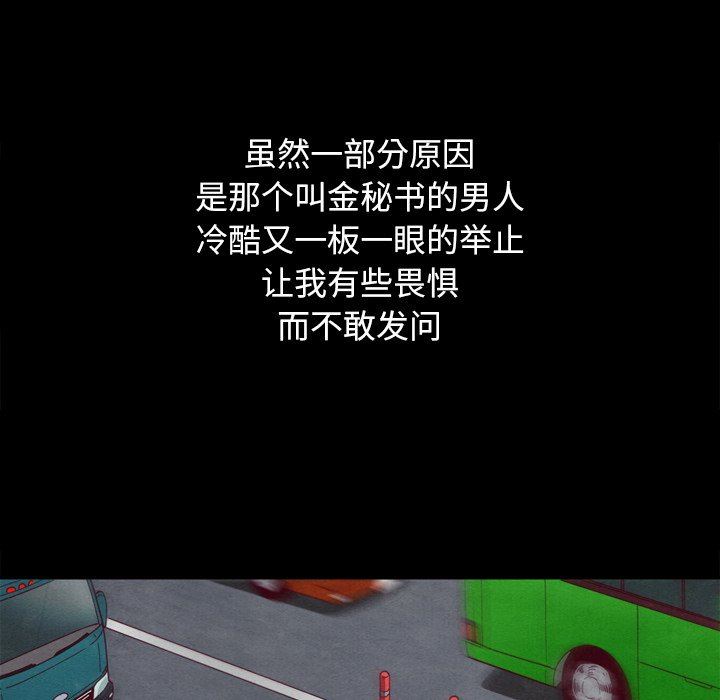 虽然一部分原因
是那个叫金秘书的男人
冷酷又一板一眼的举止
让我有些畏惧
而不敢发问